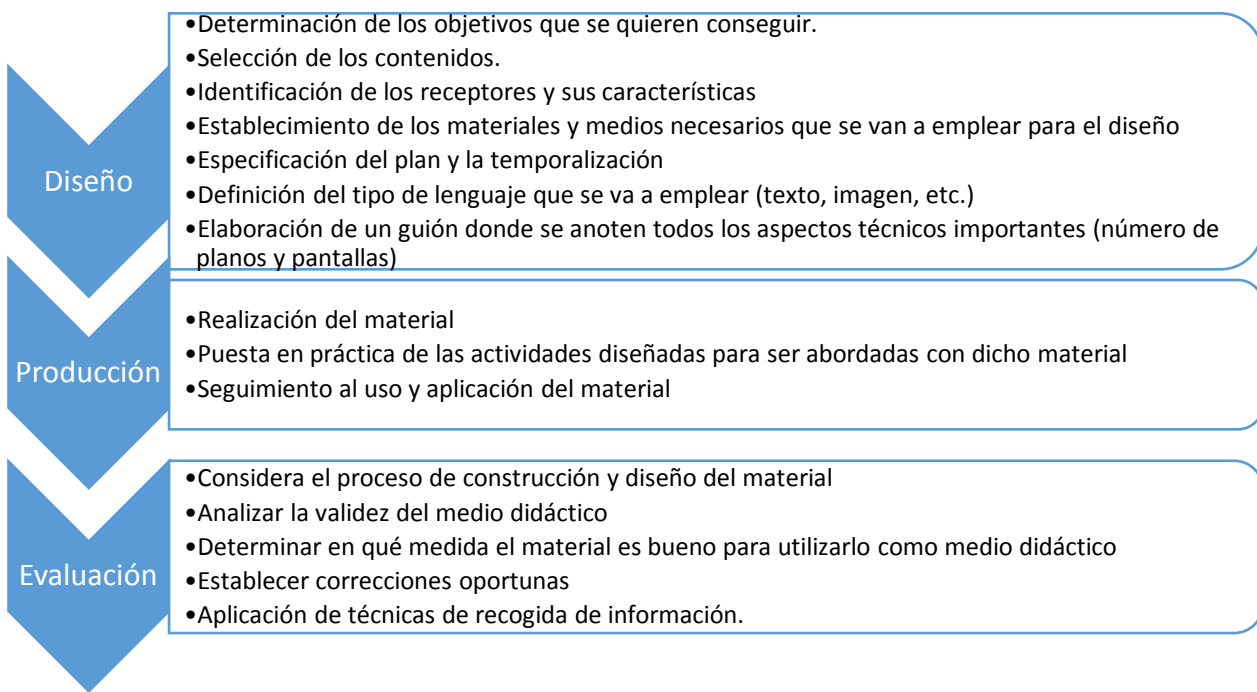 •Determinación de los objetivos que se quieren conseguir.
•Selección de los contenidos.
•Identificación de los receptores y sus características
•Establecimiento de los materiales y medios necesarios que se van a emplear para el diseño
•Especificación del plan y la temporalización
•Definición del tipo de lenguaje que se va a emplear (texto, imagen, etc.)
•Elaboración de un guión donde se anoten todos los aspectos técnicos importantes (número de
planos y pantallas)
Diseño
•Realización del material
•Puesta en práctica de las actividades diseñadas para ser abordadas con dicho material
•Seguimiento al uso y aplicación del material
Producción
•Considera el proceso de construcción y diseño del material
•Analizar la validez del medio didáctico
•Determinar en qué medida el material es bueno para utilizarlo como medio didáctico
•Establecer correcciones oportunas
•Aplicación de técnicas de recogida de información.
Evaluación